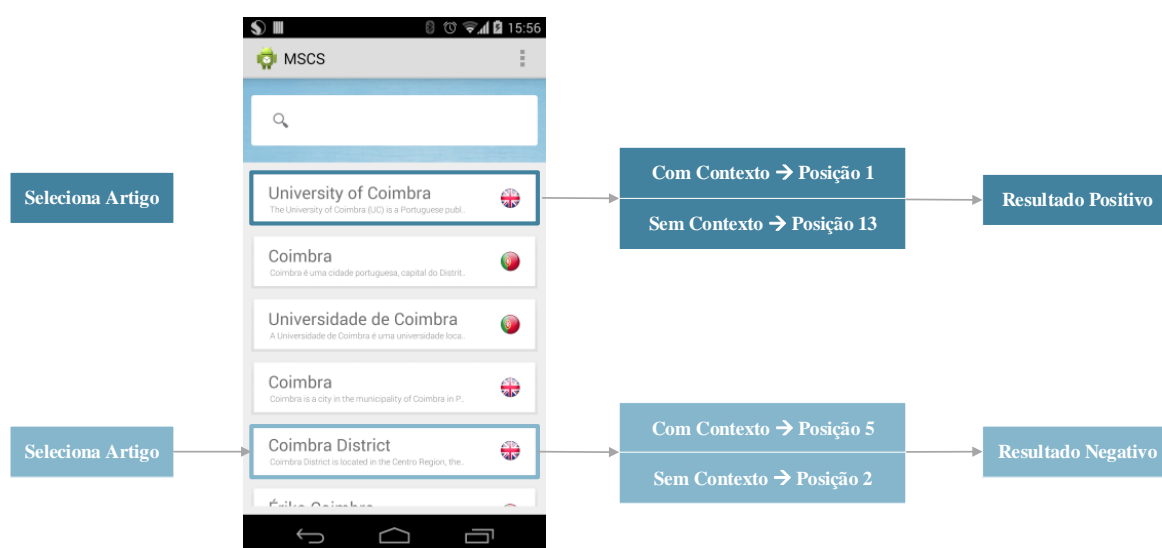 15:56
MSCS
Seleciona Artigo
University of Coimbra
The University of Coimbra (UC) is a Portuguese publ..
Com Contexto → Posição 1
Sem Contexto → Posição 13
Resultado Positivo
Coimbra
Coimbra é uma cidade portuguesa, capital do Distrit..
Universidade de Coimbra
A Universidade de Coimbra é uma universidade loca..
Coimbra
Coimbra is a city in the municipality of Coimbra in P..
Seleciona Artigo
Coimbra District
Coimbra District is located in the Centro Region, the..
Com Contexto → Posição 5
Sem Contexto → Posição 2
Resultado Negativo